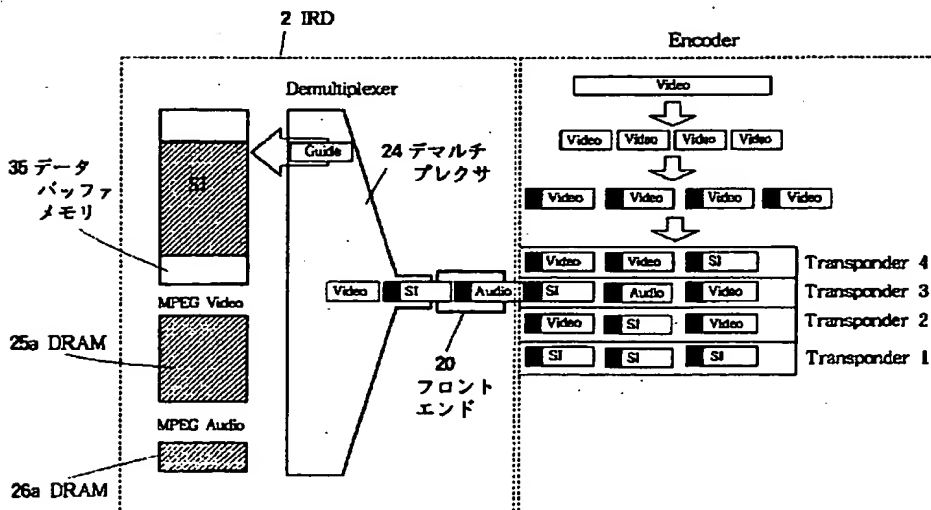 2 IRD
Encoder
Demultiplexer
Video
Guide
24 デマルチ
プレクサ
Video Video Video Video
35 データ
バッファ
メモリ
SI
Video Video Video Video
Video Video SI Transponder 4
Video SI Audio SI Audio Video Transponder 3
MPEG Video
Video SI Video Transponder 2
25a DRAM
20
フロント
エンド
SI SI SI Transponder 1
MPEG Audio
26a DRAM